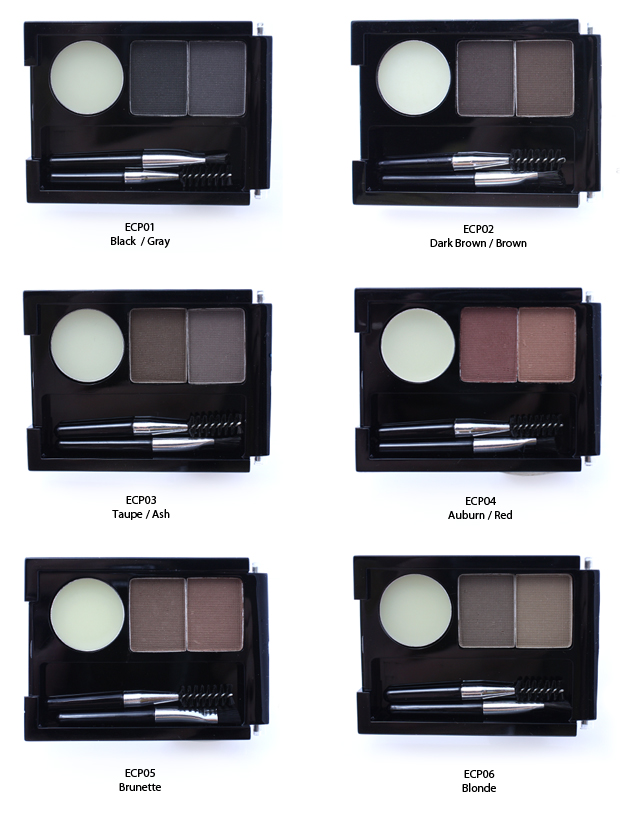 ECP01
Black / Gray
ECP02
Dark Brown / Brown
ECP03
Taupe / Ash
ECP04
Auburn / Red
ECP05
Brunette
ECP06
Blonde